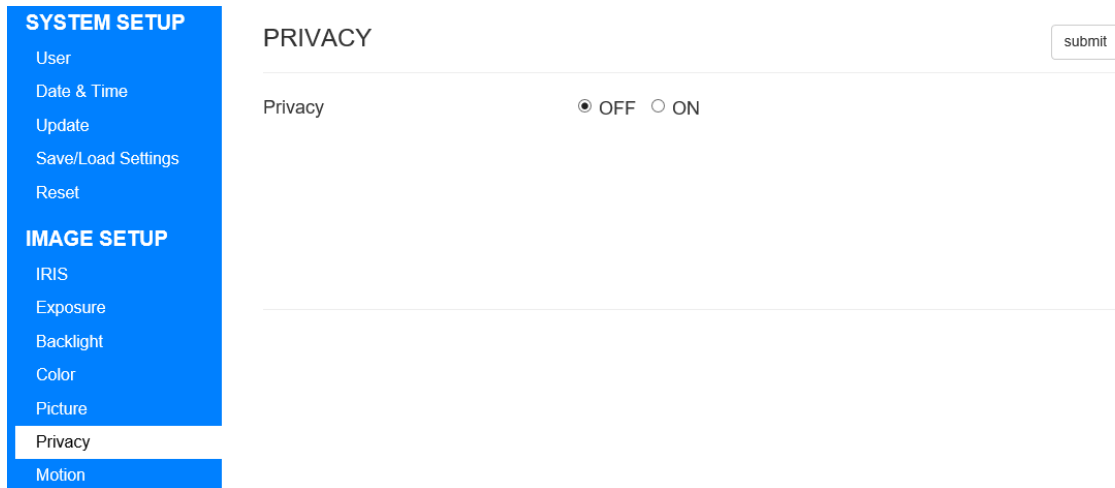 SYSTEM SETUP
User
Date & Time
Update
Save/Load Settings
Reset
IMAGE SETUP
IRIS
Exposure
Backlight
Color
Picture
Privacy
Motion
PRIVACY
submit
Privacy OFF ON